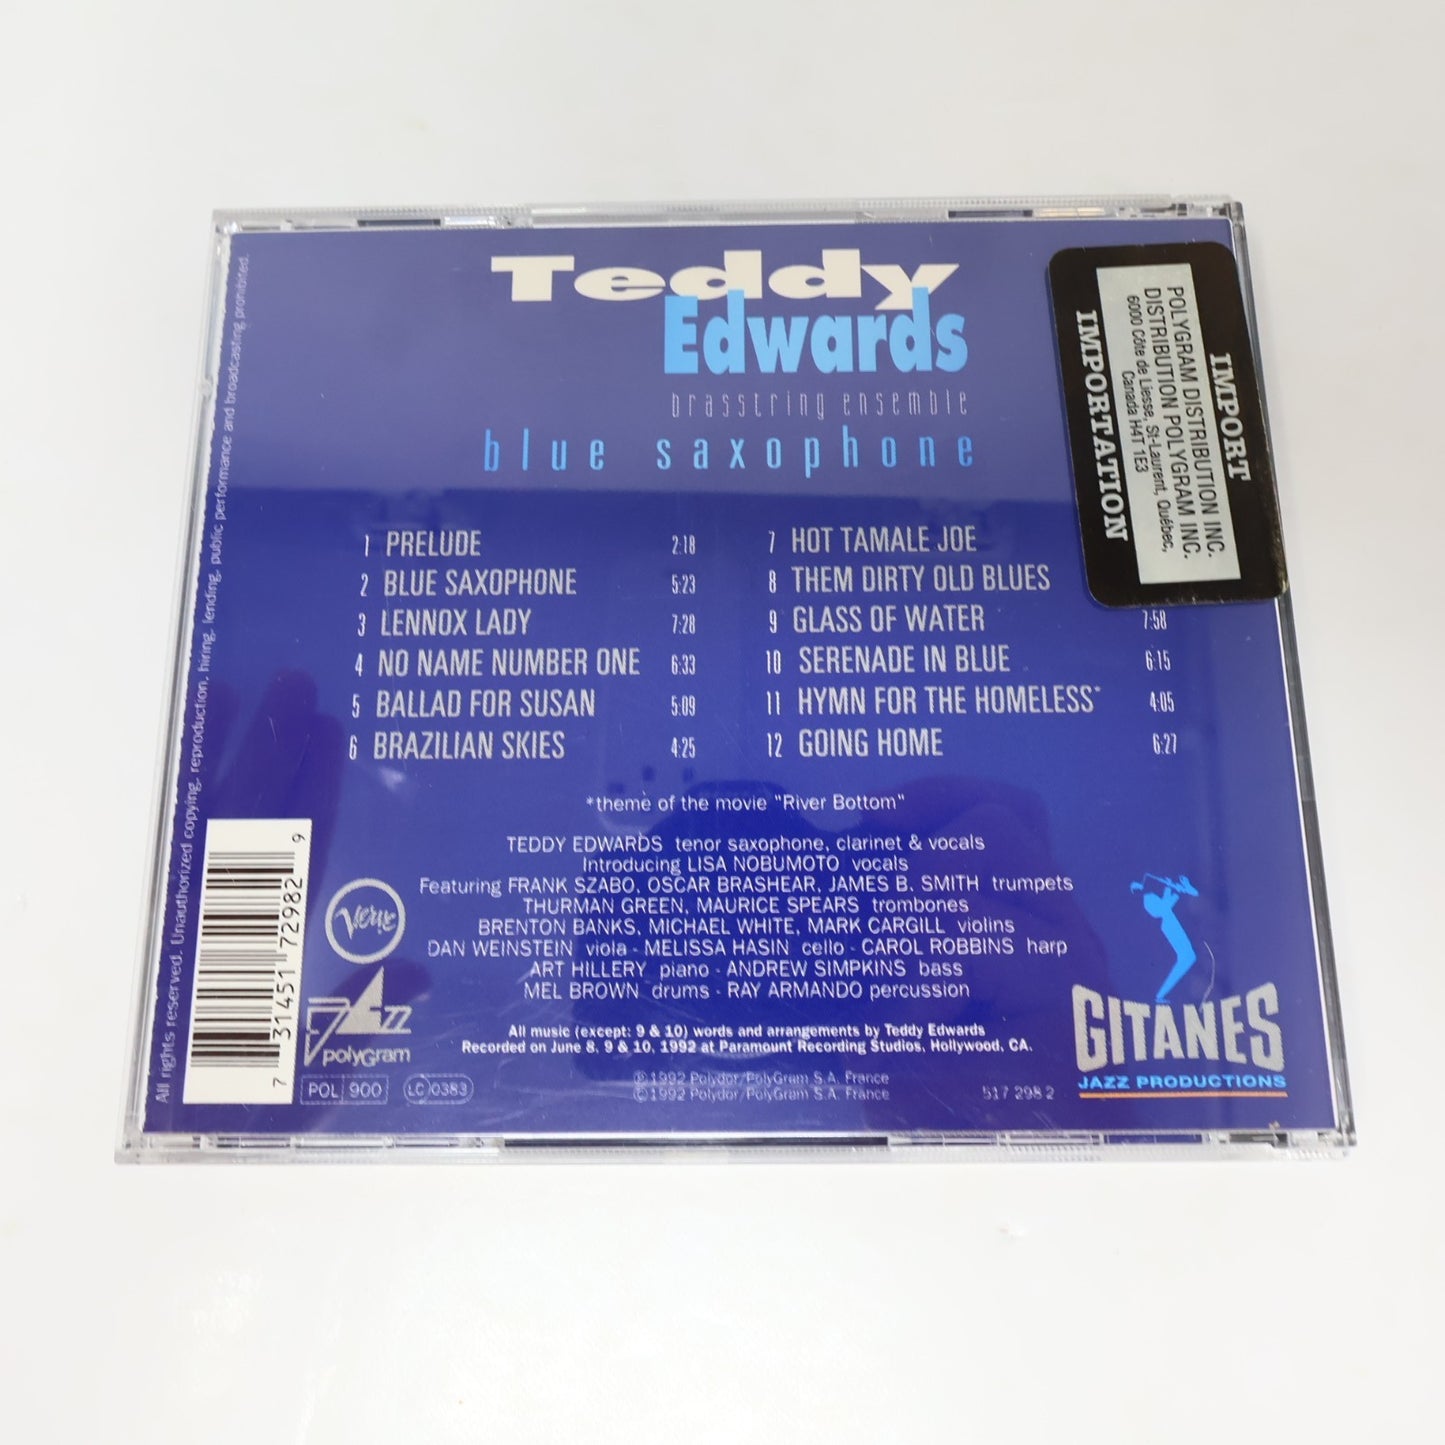 Teddy
Edwards
brasstring ensemble
blue saxophone
1 PRELUDE 2:18
2 BLUE SAXOPHONE 5:23
3 LENNOX LADY 7:28
4 NO NAME NUMBER ONE 6:33
5 BALLAD FOR SUSAN 5:09
6 BRAZILIAN SKIES 4:25
7 HOT TAMALE JOE
8 THEM DIRTY OLD BLUES
9 GLASS OF WATER 7:58
10 SERENADE IN BLUE 6:15
11 HYMN FOR THE HOMELESS* 4:05
12 GOING HOME 6:27
*theme of the movie "River Bottom"
TEDDY EDWARDS tenor saxophone, clarinet & vocals
Introducing LISA NOBUMOTO vocals
Featuring FRANK SZABO, OSCAR BRASHEAR, JAMES B. SMITH trumpets
THURMAN GREEN, MAURICE SPEARS trombones
BRENTON BANKS, MICHAEL WHITE, MARK CARGILL violins
DAN WEINSTEIN viola - MELISSA HASIN cello - CAROL ROBBINS harp
ART HILLERY piano - ANDREW SIMPKINS bass
MEL BROWN drums - RAY ARMANDO percussion
All music (except: 9 & 10) words and arrangements by Teddy Edwards
Recorded on June 8, 9 & 10, 1992 at Paramount Recording Studios, Hollywood, CA.
℗ 1992 Polydor/PolyGram S.A. France
© 1992 Polydor/PolyGram S.A. France
517 298 2
IMPORT
POLYGRAM DISTRIBUTION INC.
DISTRIBUTION POLYGRAM INC.
6000 Côte de Liesse, St-Laurent, Québec,
Canada H4T 1E3
IMPORTATION
All rights reserved. Unauthorized copying, reproduction, hiring, lending, public performance and broadcasting prohibited.
7 31451 72982 9
Verve
Jazz
polyGram
POL 900
LC 0383
GITANES
JAZZ PRODUCTIONS